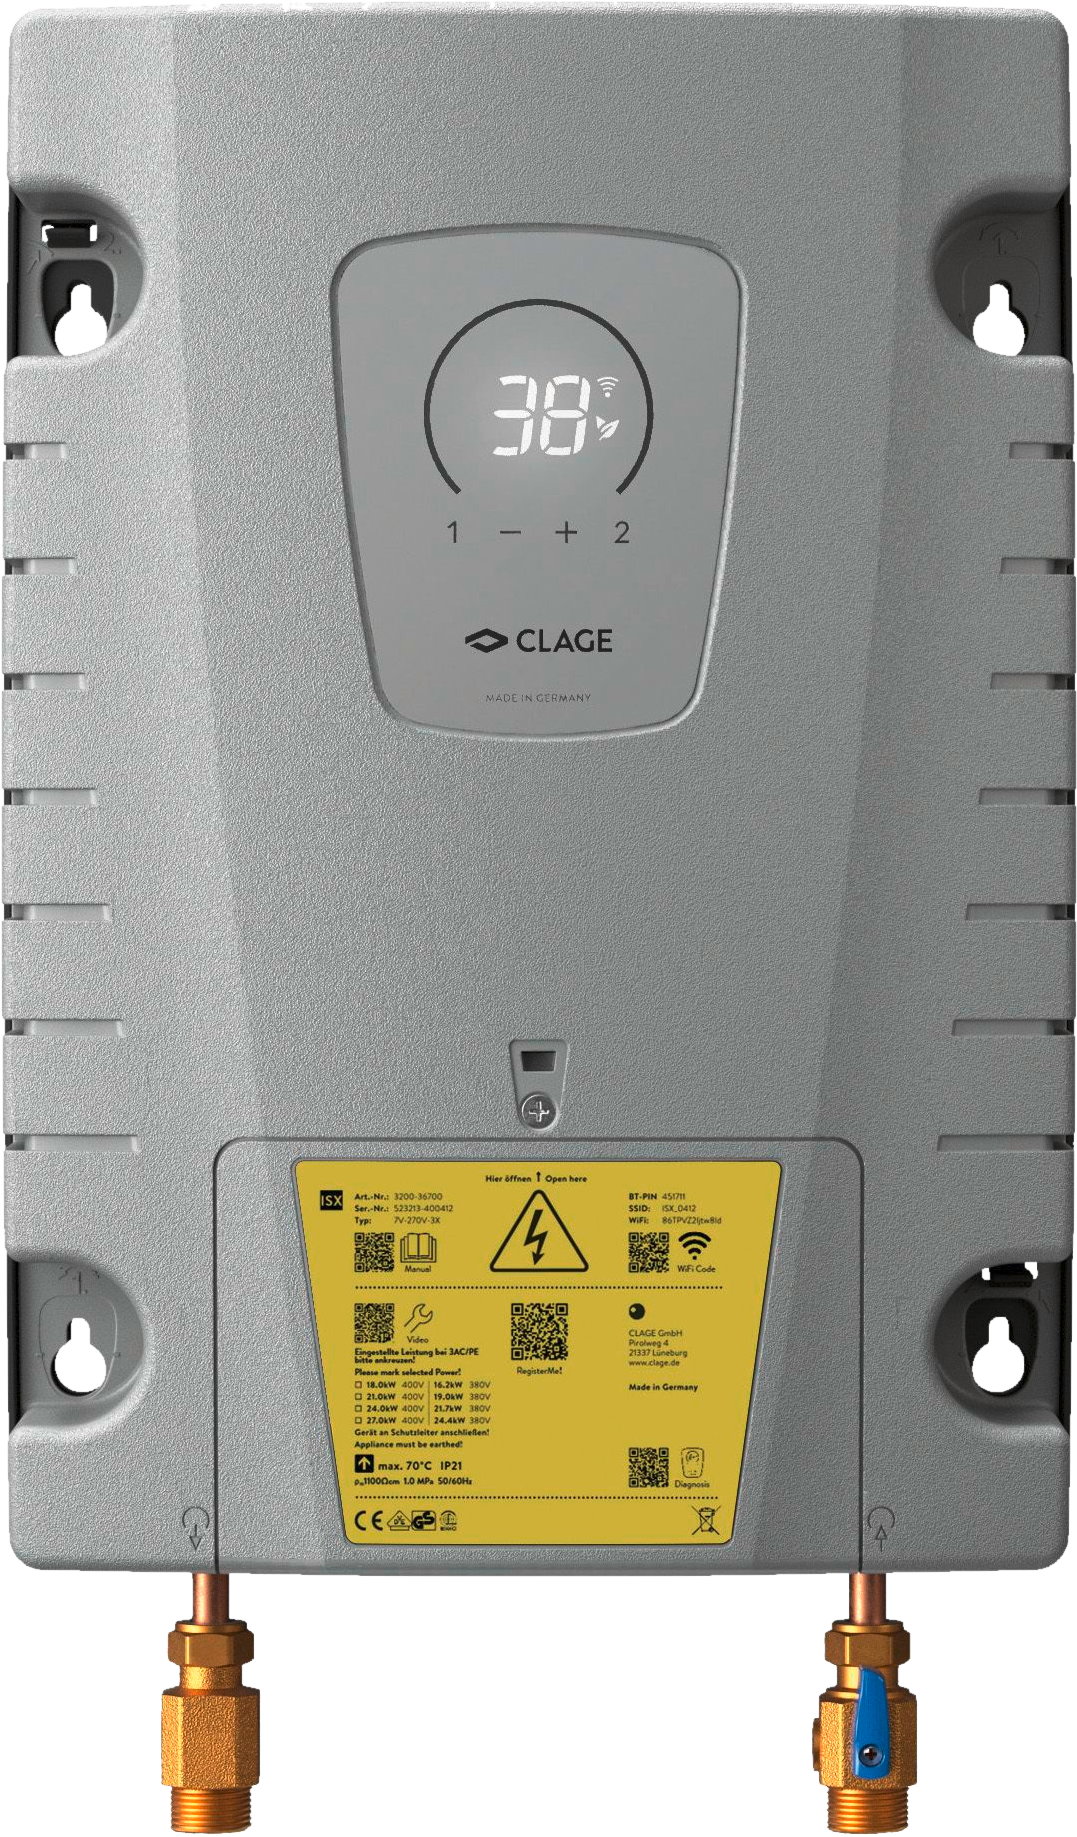 38
1 − + 2
CLAGE
MADE IN GERMANY
Hier öffnen ↑ Open here
ISX
Art.-Nr.: 3200-36700
Ser.-Nr.: 523213-400412
Typ: 7V-270V-3X
Manual
BT-PIN 451711
SSID: ISX_0412
WiFi: 86TPVZ2ljtw8ld
WiFi Code
Video
Eingestellte Leistung bei 3AC/PE
bitte ankreuzen!
Please mark selected Power!
☐ 18.0kW 400V | 16.2kW 380V
☐ 21.0kW 400V | 19.0kW 380V
☐ 24.0kW 400V | 21.7kW 380V
☐ 27.0kW 400V | 24.4kW 380V
Gerät an Schutzleiter anschließen!
Appliance must be earthed!
max. 70°C IP21
1100Ωcm 1.0 MPa 50/60Hz
RegisterMe!
CLAGE GmbH
Pirolweg 4
21337 Lüneburg
www.clage.de
Made in Germany
Diagnosis
CE GS